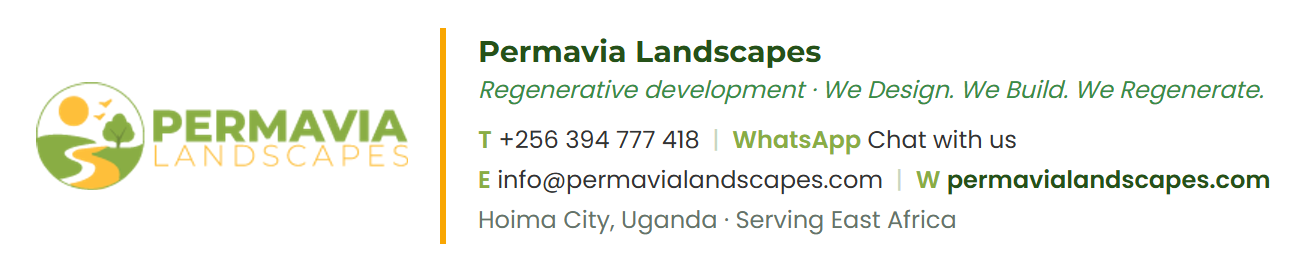 PERMAVIA
LANDSCAPES
Permavia Landscapes
Regenerative development · We Design. We Build. We Regenerate.
T +256 394 777 418 | WhatsApp Chat with us
E info@permavialandscapes.com | W permavialandscapes.com
Hoima City, Uganda · Serving East Africa